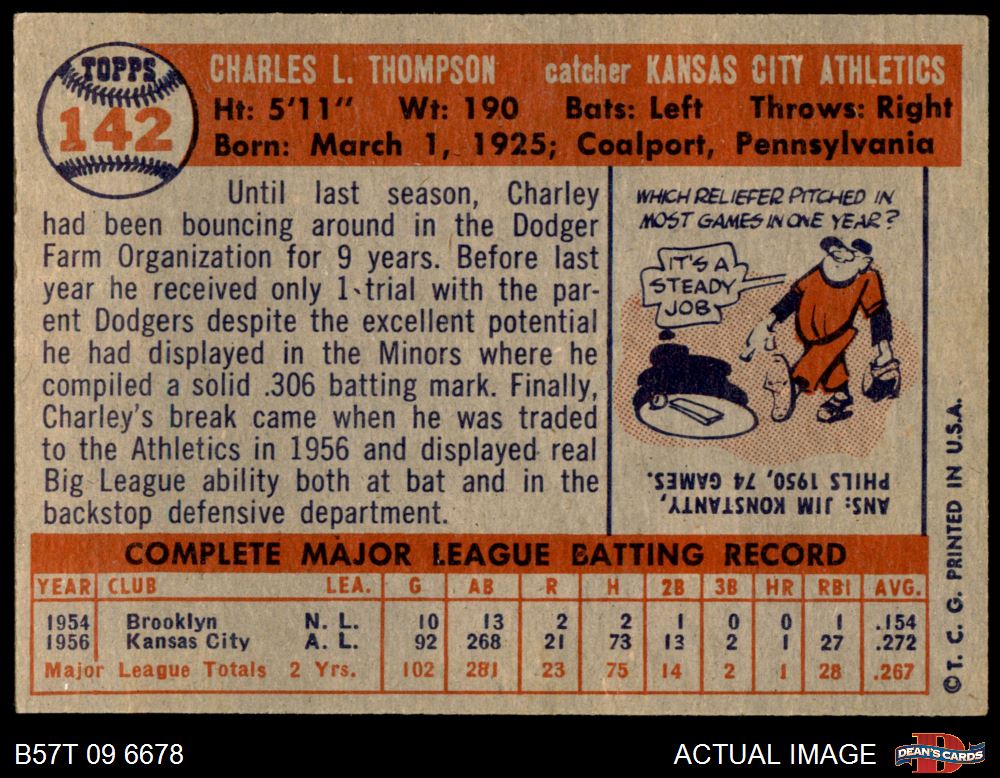 TOPPS
142
CHARLES L. THOMPSON catcher KANSAS CITY ATHLETICS
Ht: 5'11" Wt: 190 Bats: Left Throws: Right
Born: March 1, 1925; Coalport, Pennsylvania
Until last season, Charley
had been bouncing around in the Dodger
Farm Organization for 9 years. Before last
year he received only 1 trial with the par-
ent Dodgers despite the excellent potential
he had displayed in the Minors where he
compiled a solid .306 batting mark. Finally,
Charley's break came when he was traded
to the Athletics in 1956 and displayed real
Big League ability both at bat and in the
backstop defensive department.
WHICH RELIEFER PITCHED IN
MOST GAMES IN ONE YEAR?
IT'S A
STEADY
JOB
ANS: JIM KONSTANTY,
PHILS 1950, 74 GAMES.
COMPLETE MAJOR LEAGUE BATTING RECORD
YEAR CLUB LEA. G AB R H 2B 3B HR RBI AVG.
1954 Brooklyn N. L. 10 13 2 2 1 0 0 1 .154
1956 Kansas City A. L. 92 268 21 73 13 2 1 27 .272
Major League Totals 2 Yrs. 102 281 23 75 14 2 1 28 .267
©T. C. G. PRINTED IN U.S.A.
B57T 09 6678
ACTUAL IMAGE
DEAN'S CARDS